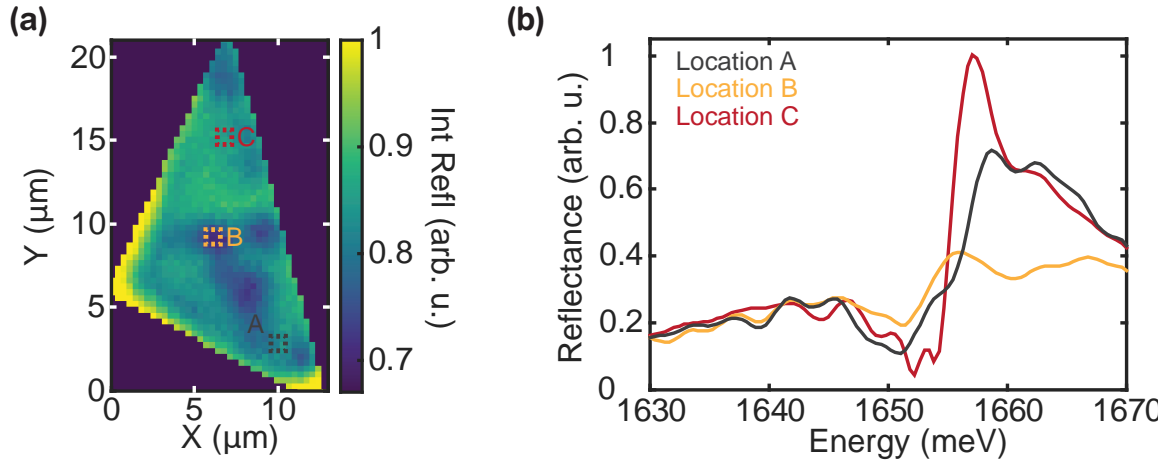 (a)
20
15
10
5
0
Y (μm)
0
5
10
X (μm)
C
B
A
1
0.9
0.8
0.7
Int Refl (arb. u.)
(b)
Location A
Location B
Location C
1
0.8
0.6
0.4
0.2
0
Reflectance (arb. u.)
1630
1640
1650
1660
1670
Energy (meV)